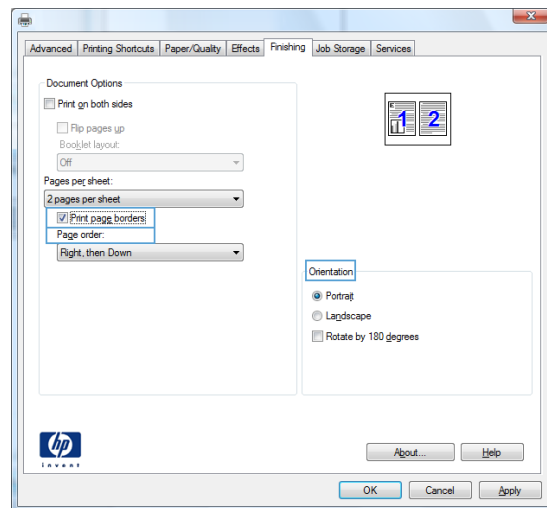 Advanced Printing Shortcuts Paper/Quality Effects Finishing Job Storage Services
Document Options
Print on both sides
Flip pages up
Booklet layout:
Off
Pages per sheet:
2 pages per sheet
Print page borders
Page order:
Right, then Down
1 2
Orientation
Portrait
Landscape
Rotate by 180 degrees
hp
invent
About... Help
OK Cancel Apply